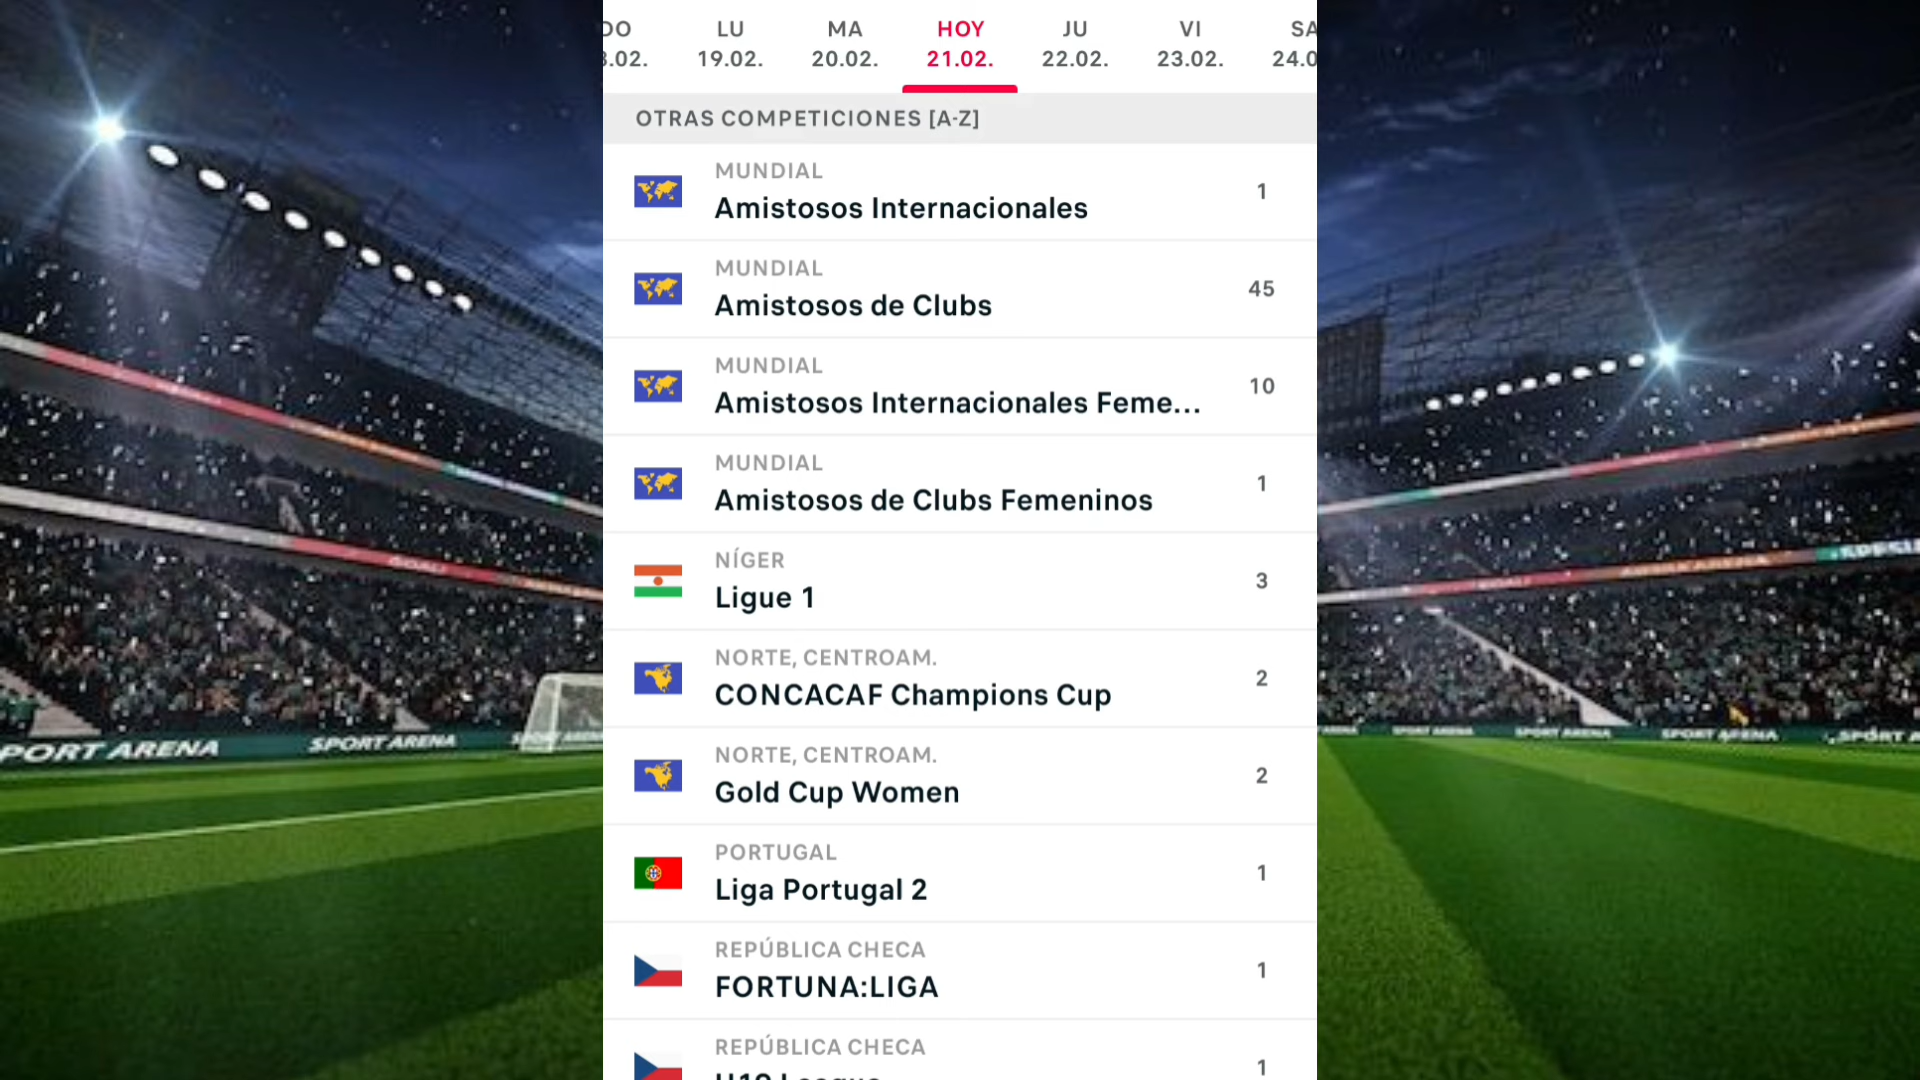 DO LU MA HOY JU VI SA
.02. 19.02. 20.02. 21.02. 22.02. 23.02. 24.0
OTRAS COMPETICIONES [A-Z]
MUNDIAL
Amistosos Internacionales 1
MUNDIAL
Amistosos de Clubs 45
MUNDIAL
Amistosos Internacionales Feme... 10
MUNDIAL
Amistosos de Clubs Femeninos 1
NÍGER
Ligue 1 3
NORTE, CENTROAM.
CONCACAF Champions Cup 2
NORTE, CENTROAM.
Gold Cup Women 2
PORTUGAL
Liga Portugal 2 1
REPÚBLICA CHECA
FORTUNA:LIGA 1
REPÚBLICA CHECA
1
PORT ARENA SPORT ARENA
SPORT ARENA SPORT ARENA SPORT A